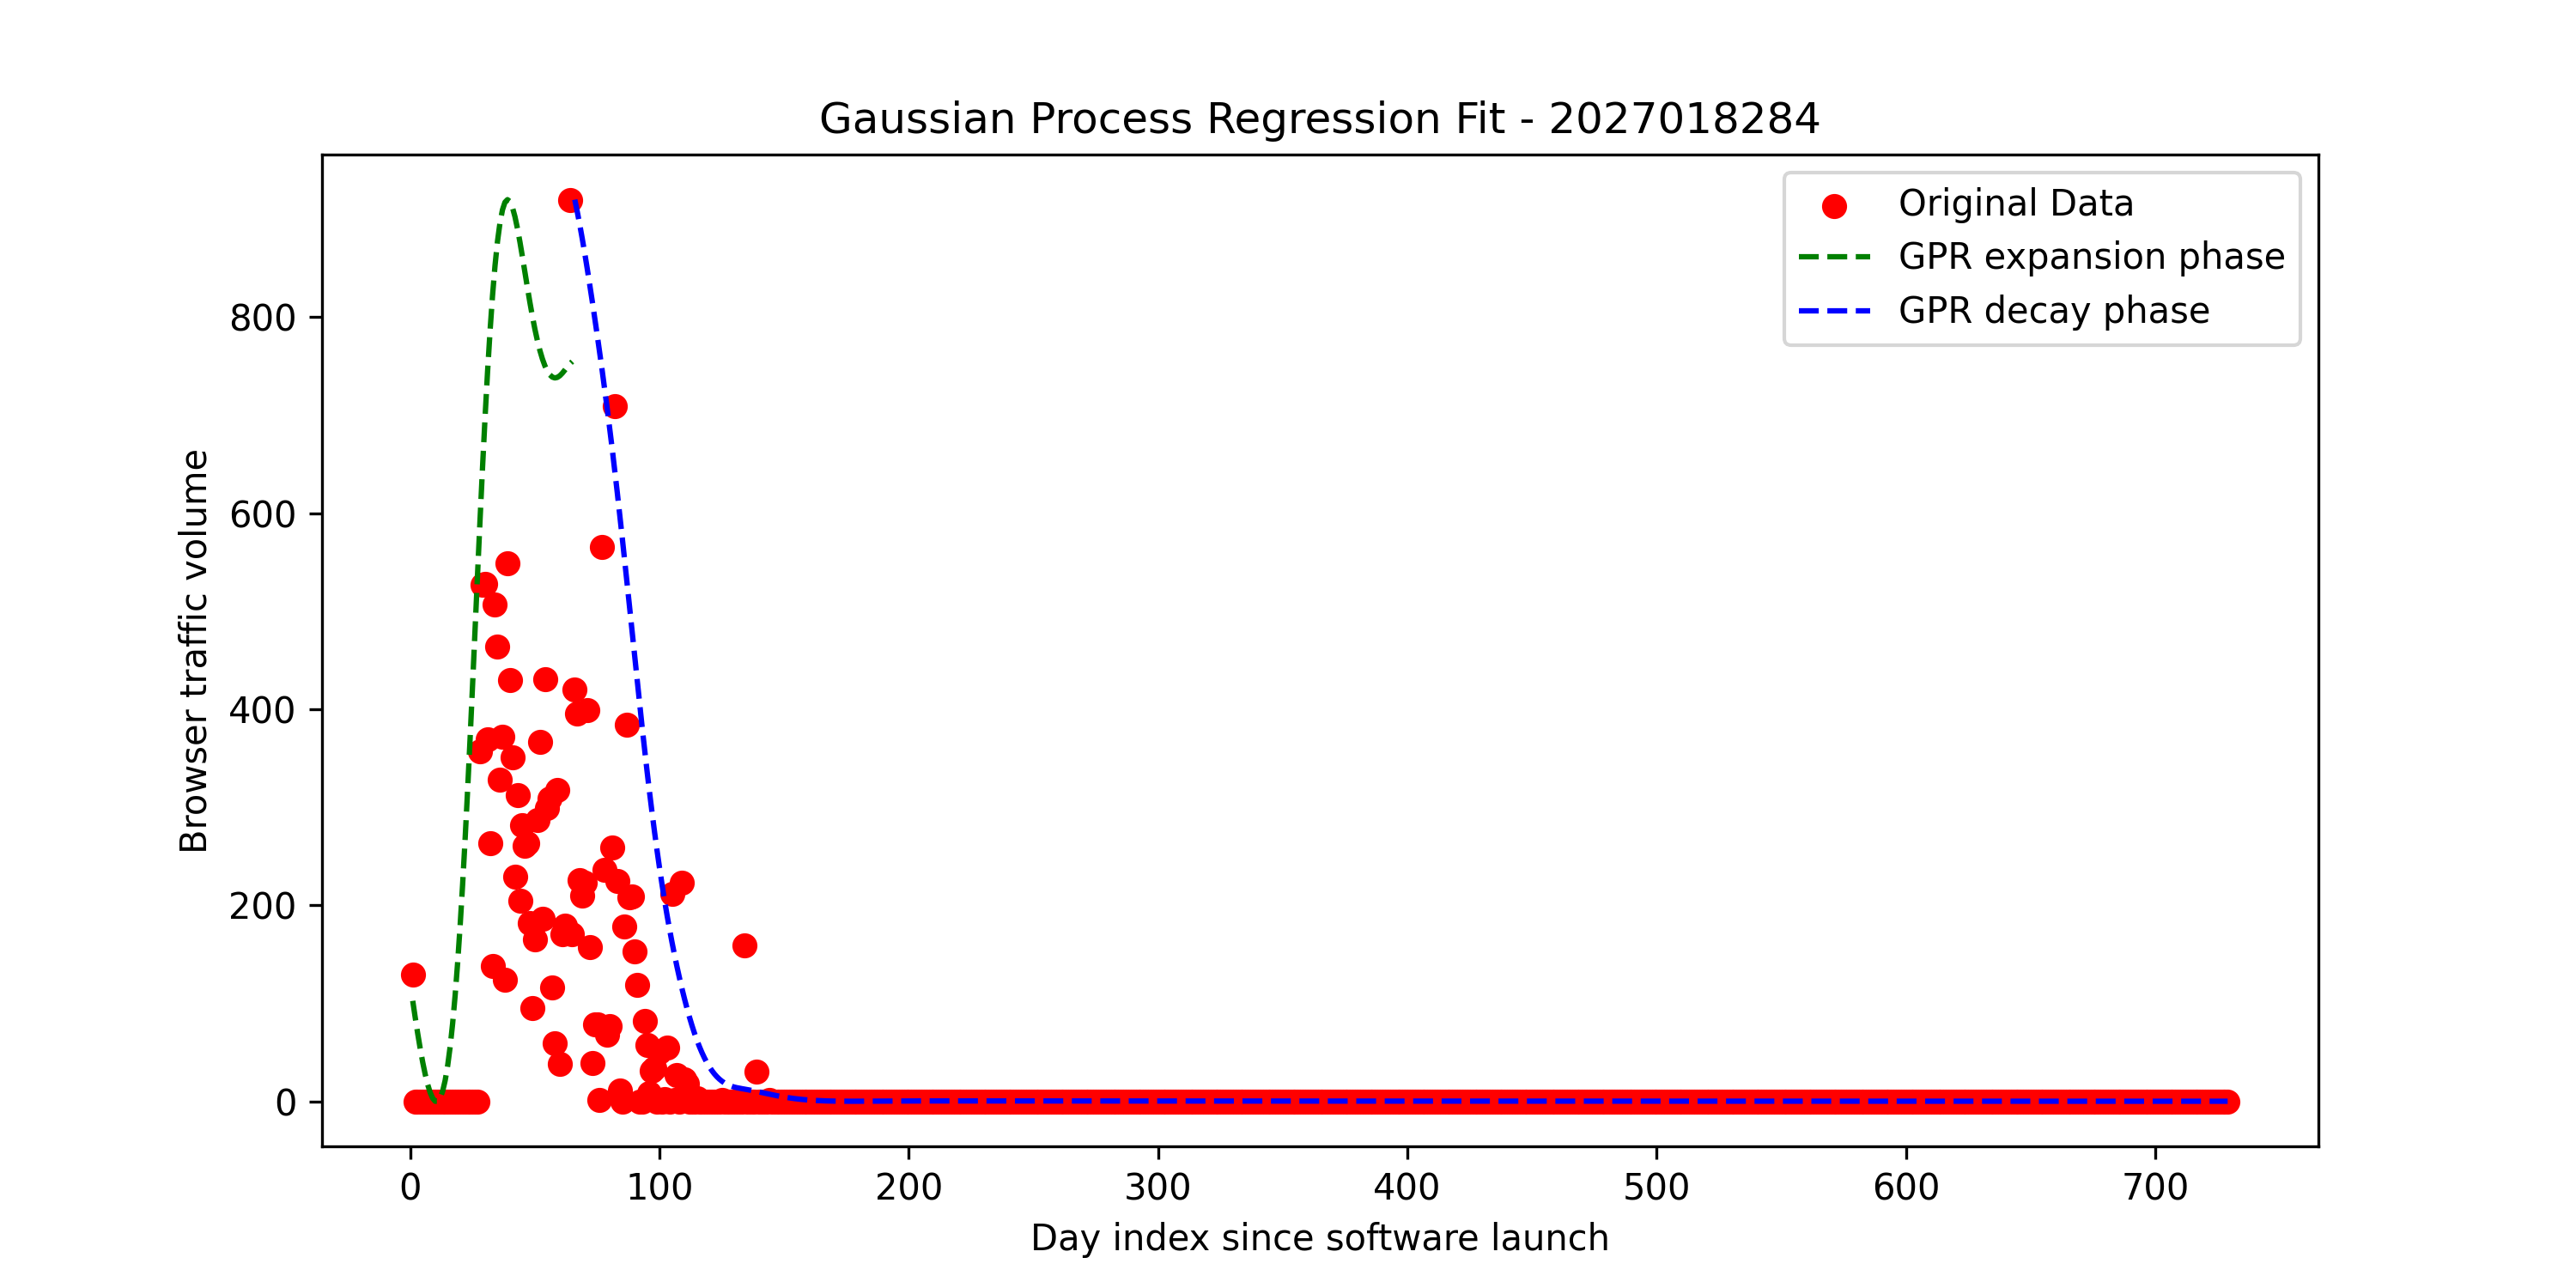 Gaussian Process Regression Fit - 2027018284
Original Data
GPR expansion phase
GPR decay phase
Browser traffic volume
800
600
400
200
0
0 100 200 300 400 500 600 700
Day index since software launch